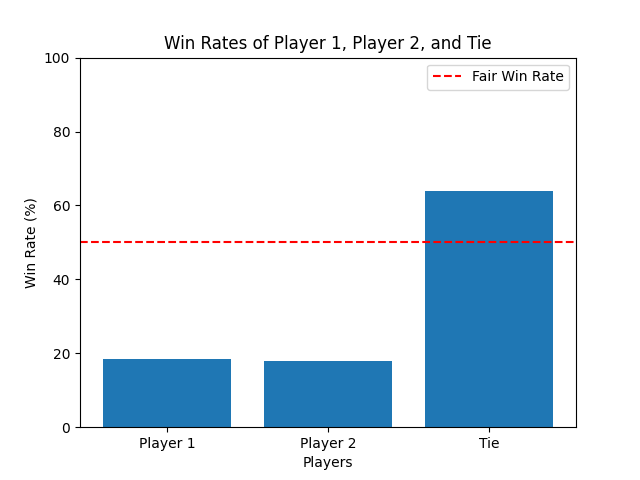 Win Rates of Player 1, Player 2, and Tie
100
80
60
40
20
0
Win Rate (%)
Fair Win Rate
Player 1
Player 2
Tie
Players